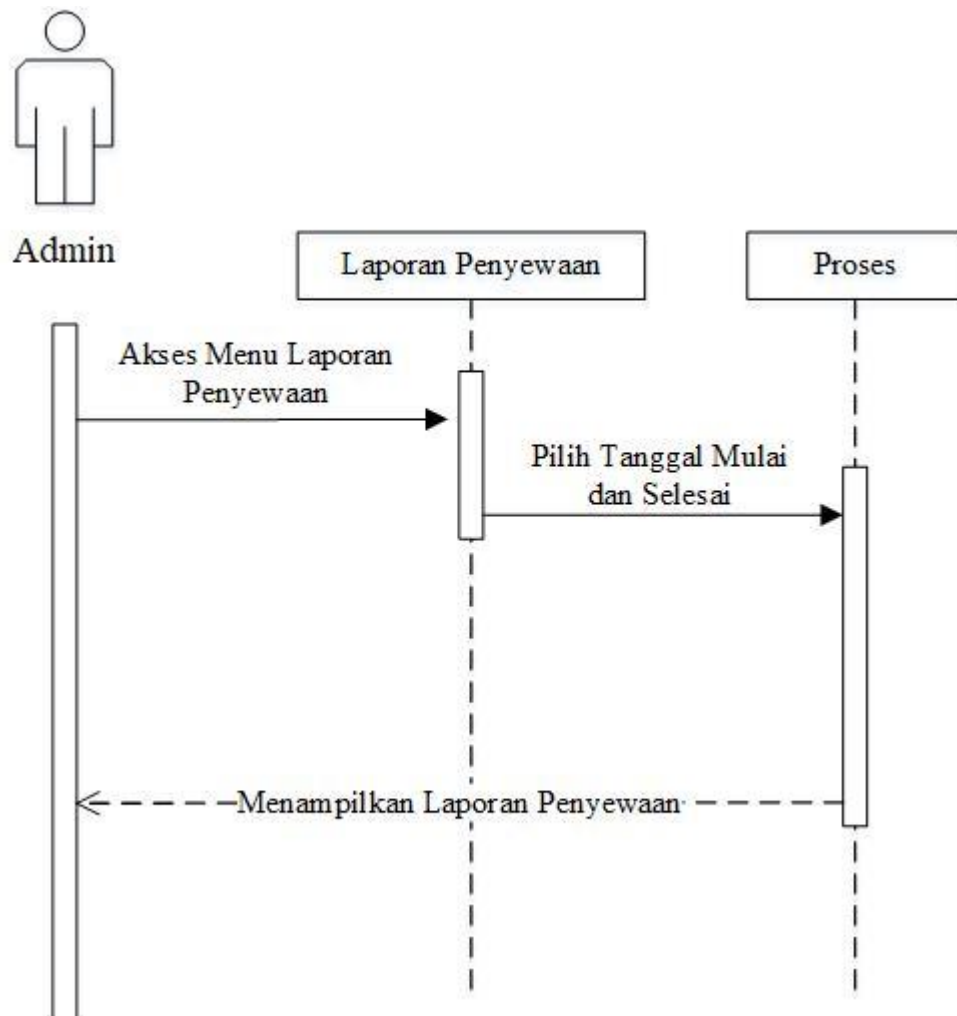 Admin
Laporan Penyewaan
Proses
Akses Menu Laporan
Penyewaan
Pilih Tanggal Mulai
dan Selesai
Menampilkan Laporan Penyewaan